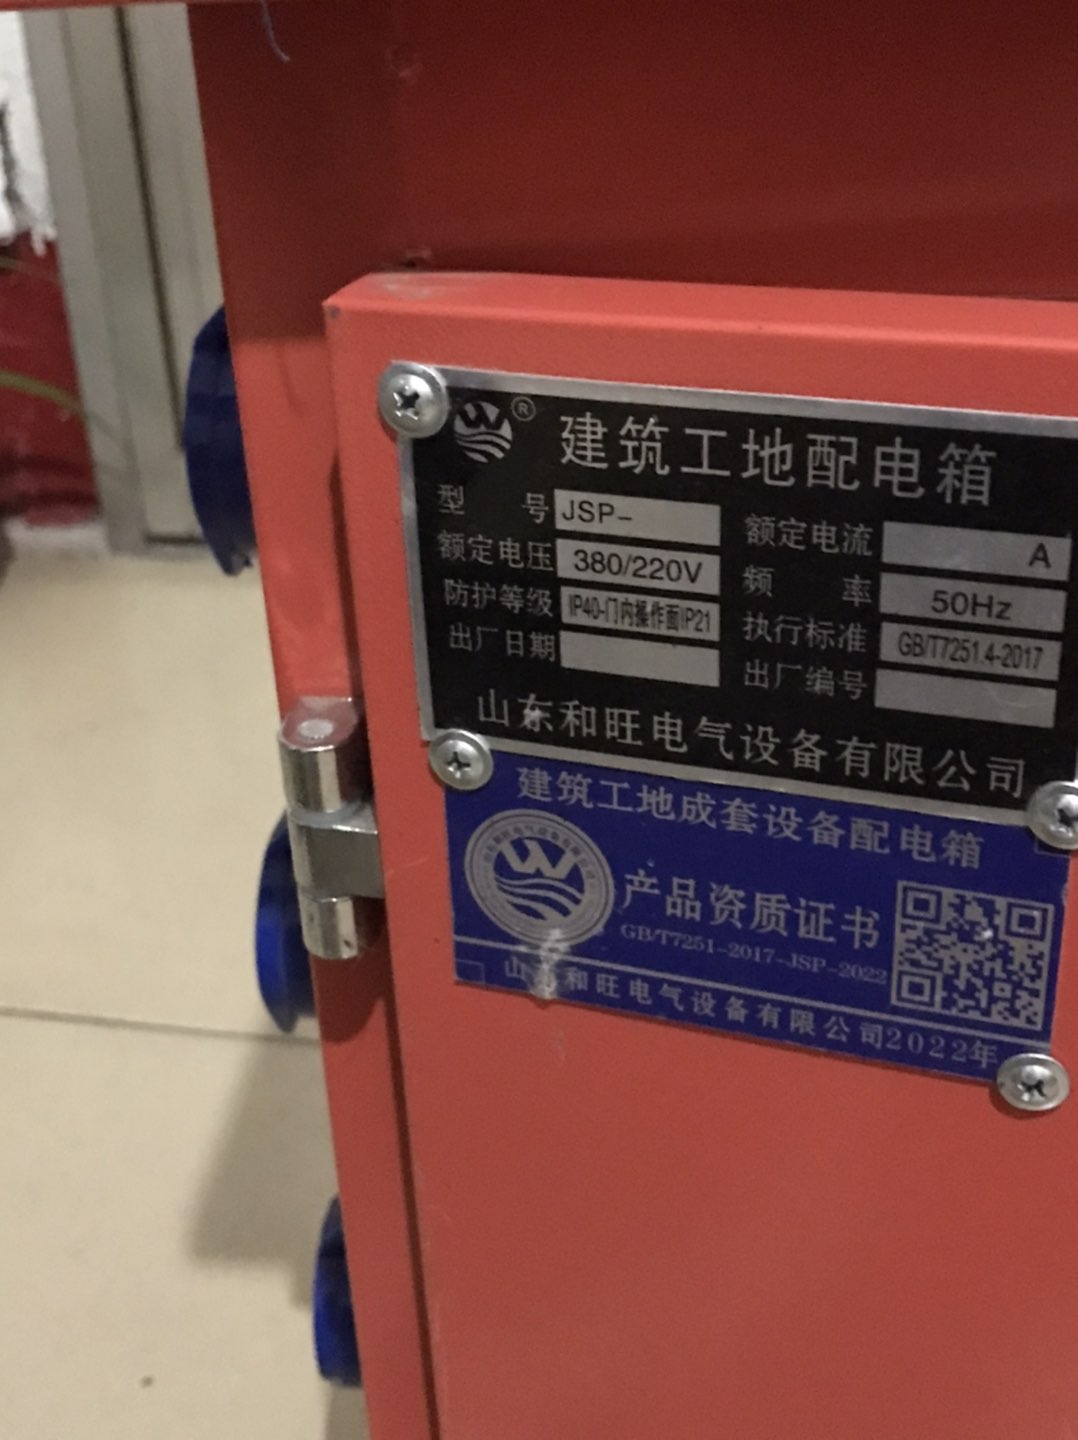 ® 建筑工地配电箱
型 号 JSP- 额定电流 A
额定电压 380/220V 频 率 50Hz
防护等级 IP40-门内操作面IP21 执行标准 GB/T7251.4-2017
出厂日期 出厂编号
山东和旺电气设备有限公司
建筑工地成套设备配电箱
产品资质证书
GB/T7251-2017-JSP-2022
山东和旺电气设备有限公司2022年